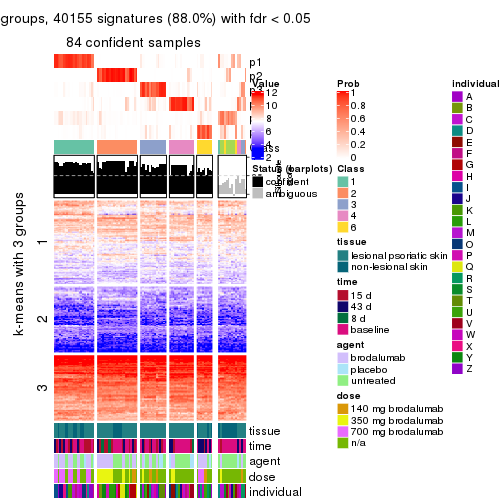 groups, 40155 signatures (88.0%) with fdr < 0.05
84 confident samples
p1
p2
k-means with 3 groups
1
2
3
tissue
time
agent
dose
individual
Value
12
10
8
6
4
2
Status (barplots)
confident
ambiguous
Prob
1
0.8
0.6
0.4
0.2
0
Class
1
2
3
4
6
tissue
lesional psoriatic skin
non-lesional skin
time
15 d
43 d
8 d
baseline
agent
brodalumab
placebo
untreated
dose
140 mg brodalumab
350 mg brodalumab
700 mg brodalumab
n/a
individual
A
B
C
D
E
F
G
H
I
J
K
L
M
O
P
Q
R
S
T
U
V
W
X
Y
Z